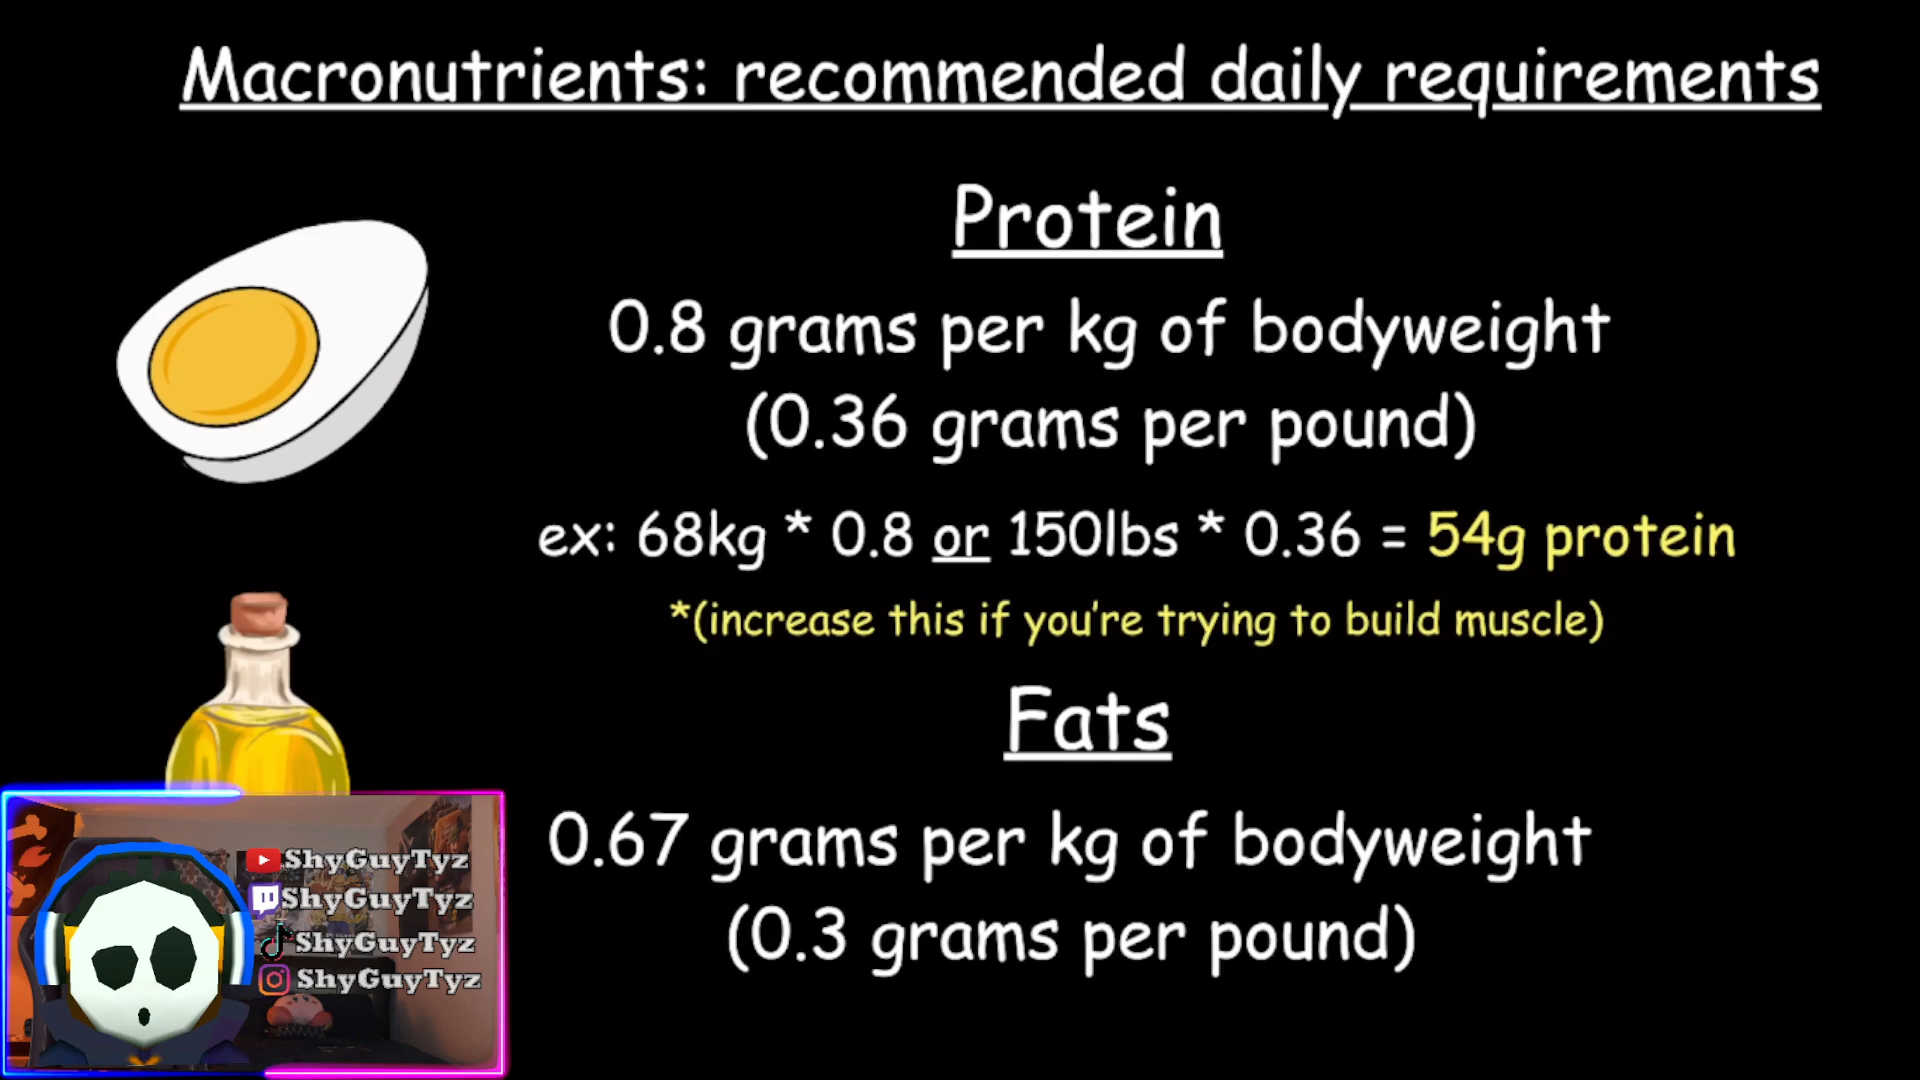 Macronutrients: recommended daily requirements
Protein
0.8 grams per kg of bodyweight
(0.36 grams per pound)
ex: 68kg * 0.8 or 150lbs * 0.36 = 54g protein
*(increase this if you're trying to build muscle)
Fats
0.67 grams per kg of bodyweight
(0.3 grams per pound)
ShyGuyTyz
ShyGuyTyz
ShyGuyTyz
ShyGuyTyz